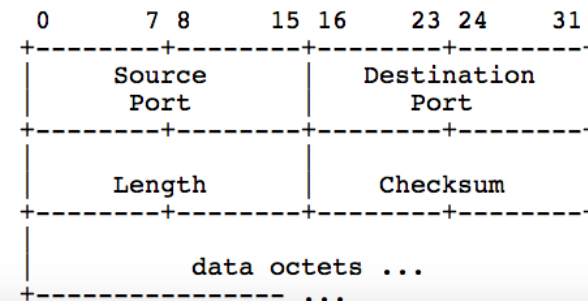 0 7 8 15 16 23 24 31
+--------+--------+--------+--------
| Source | Destination
| Port | Port
+--------+--------+--------+--------
| |
| Length | Checksum
+--------+--------+--------+--------
|
| data octets ...
+---------------- ...